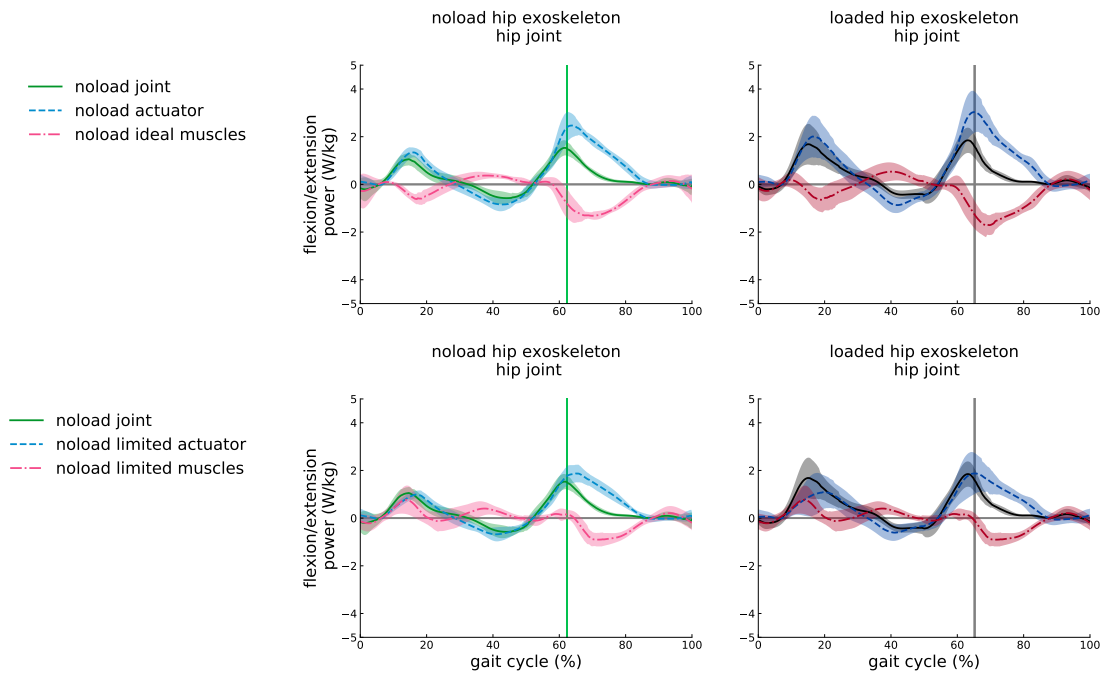 noload hip exoskeleton
hip joint
loaded hip exoskeleton
hip joint
noload joint
noload actuator
noload ideal muscles
flexion/extension
power (W/kg)
5
4
2
0
−2
−4
−5
0 20 40 60 80 100
5
4
2
0
−2
−4
−5
0 20 40 60 80 100
noload hip exoskeleton
hip joint
loaded hip exoskeleton
hip joint
noload joint
noload limited actuator
noload limited muscles
flexion/extension
power (W/kg)
5
4
2
0
−2
−4
−5
0 20 40 60 80 100
gait cycle (%)
5
4
2
0
−2
−4
−5
0 20 40 60 80 100
gait cycle (%)